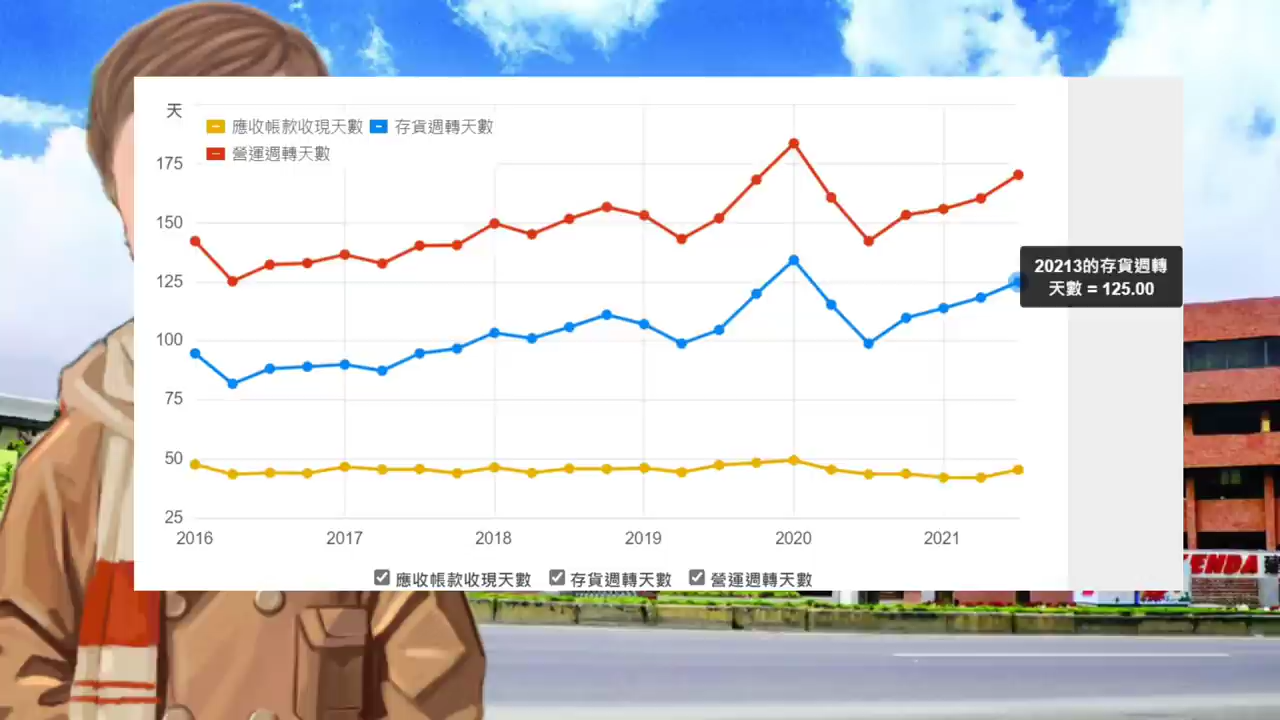 天
應收帳款收現天數 存貨週轉天數
營運週轉天數
175
150
125
100
75
50
25
2016 2017 2018 2019 2020 2021
20213的存貨週轉
天數 = 125.00
應收帳款收現天數 存貨週轉天數 營運週轉天數
ENDA